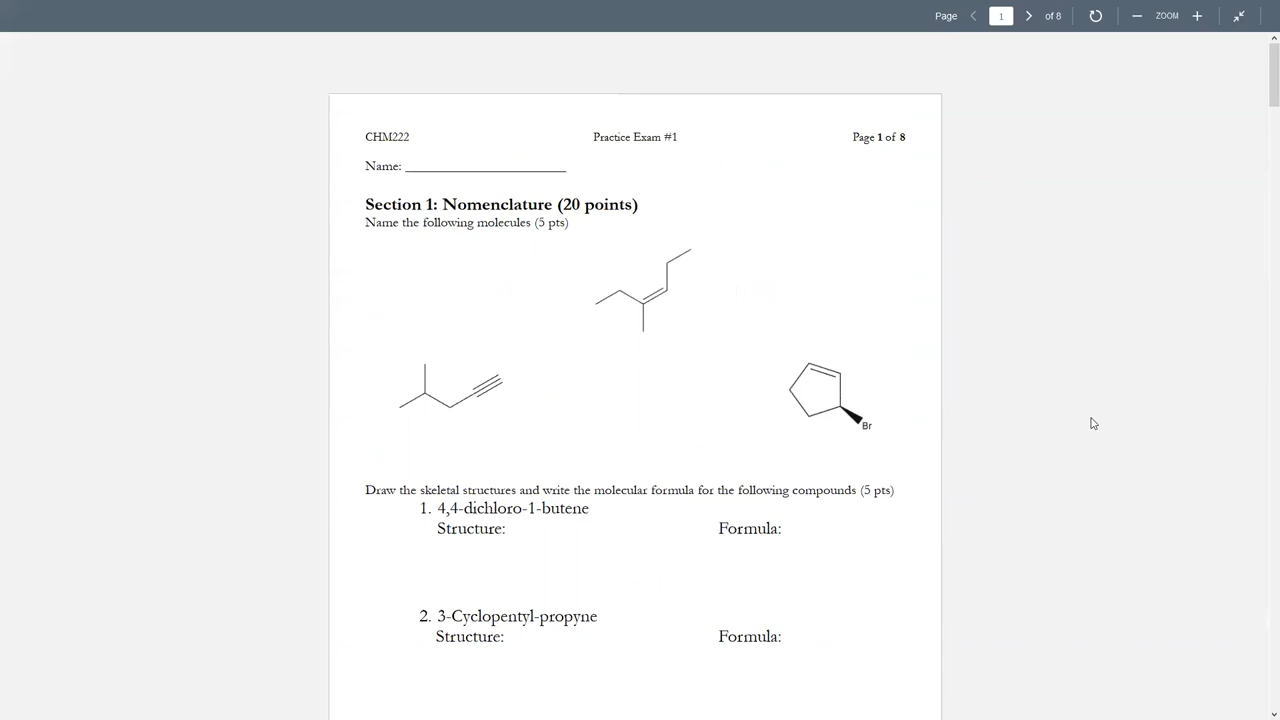 Page 1 of 8 ZOOM
CHM222 Practice Exam #1 Page 1 of 8
Name: ____________________
Section 1: Nomenclature (20 points)
Name the following molecules (5 pts)
Br
Draw the skeletal structures and write the molecular formula for the following compounds (5 pts)
1. 4,4-dichloro-1-butene
Structure: Formula:
2. 3-Cyclopentyl-propyne
Structure: Formula: